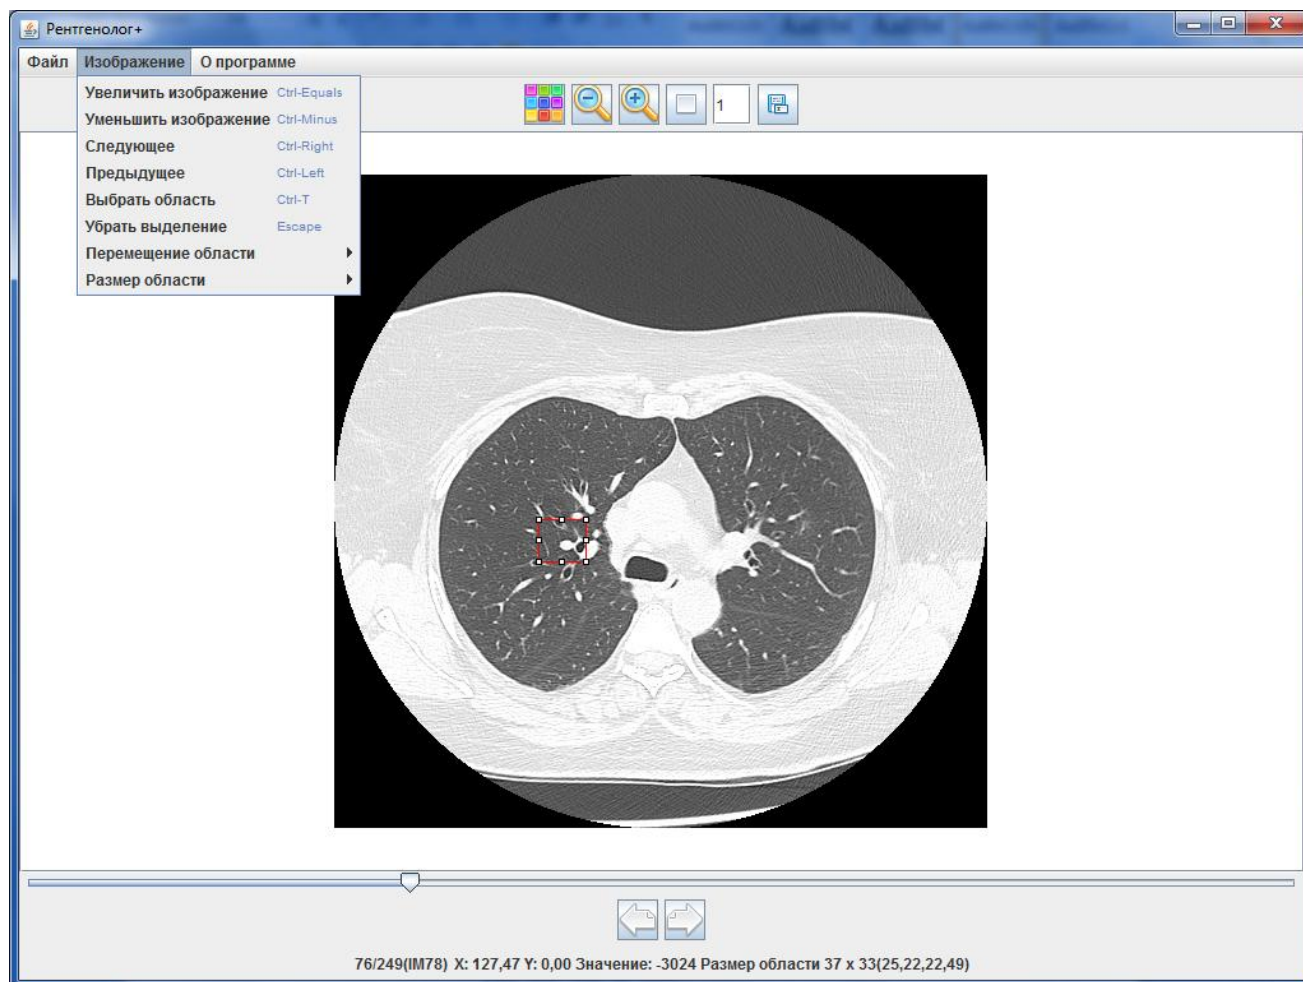 Рентгенолог+
Файл Изображение О программе
Увеличить изображение Ctrl-Equals
Уменьшить изображение Ctrl-Minus
Следующее Ctrl-Right
Предыдущее Ctrl-Left
Выбрать область Ctrl-T
Убрать выделение Escape
Перемещение области
Размер области
1
76/249(IM78) X: 127,47 Y: 0,00 Значение: -3024 Размер области 37 x 33(25,22,22,49)